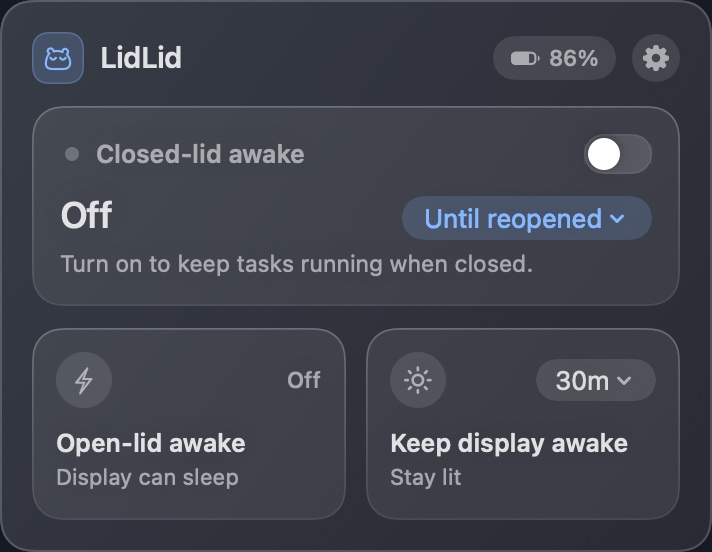 LidLid
86%
Closed-lid awake
Off
Until reopened
Turn on to keep tasks running when closed.
Off
Open-lid awake
Display can sleep
30m
Keep display awake
Stay lit